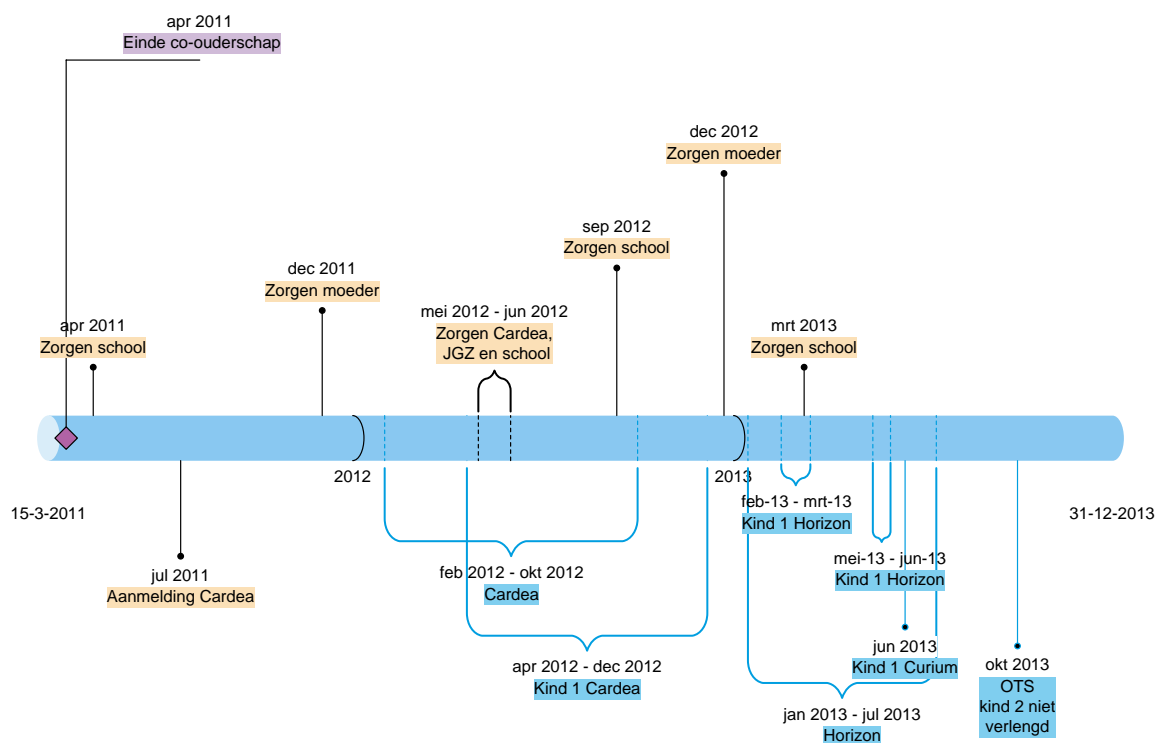 apr 2011
Einde co-ouderschap
dec 2012
Zorgen moeder
sep 2012
Zorgen school
dec 2011
Zorgen moeder
mei 2012 - jun 2012
Zorgen Cardea,
JGZ en school
apr 2011
Zorgen school
mrt 2013
Zorgen school
2012
2013
15-3-2011
31-12-2013
feb-13 - mrt-13
Kind 1 Horizon
mei-13 - jun-13
Kind 1 Horizon
jul 2011
Aanmelding Cardea
feb 2012 - okt 2012
Cardea
jun 2013
Kind 1 Curium
apr 2012 - dec 2012
Kind 1 Cardea
okt 2013
OTS
kind 2 niet
verlengd
jan 2013 - jul 2013
Horizon